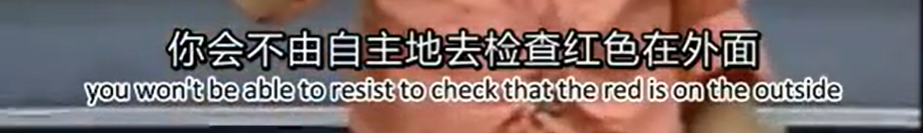 你会不由自主地去检查红色在外面
you won't be able to resist to check that the red is on the outside